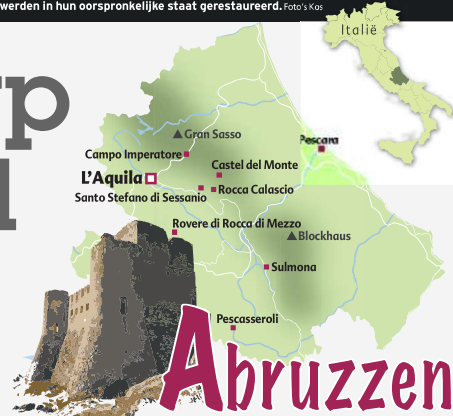 werden in hun oorspronkelijke staat gerestaureerd. Foto's Kas
Italië
Gran Sasso
Pescara
Campo Imperatore
Castel del Monte
L'Aquila
Rocca Calascio
Santo Stefano di Sessanio
Rovere di Rocca di Mezzo
Blockhaus
Sulmona
Pescasseroli
Abruzzen